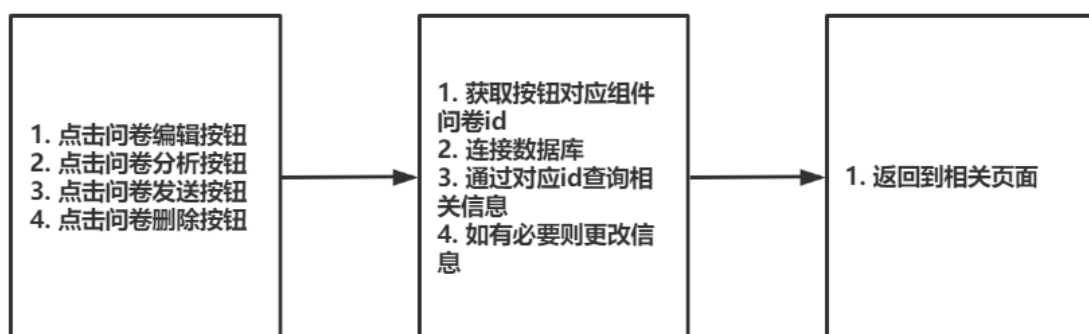 1. 点击问卷编辑按钮
2. 点击问卷分析按钮
3. 点击问卷发送按钮
4. 点击问卷删除按钮
1. 获取按钮对应组件
问卷id
2. 连接数据库
3. 通过对应id查询相
关信息
4. 如有必要则更改信
息
1. 返回到相关页面